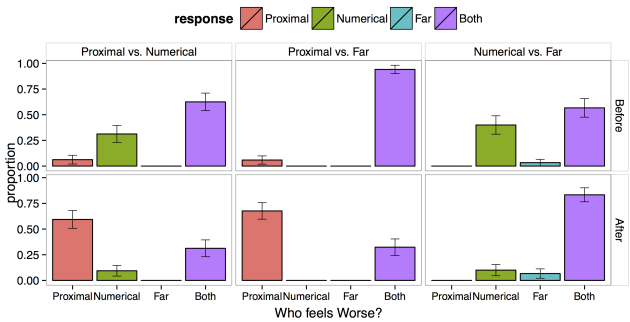 response Proximal Numerical Far Both
Proximal vs. Numerical Proximal vs. Far Numerical vs. Far
1.00
0.75
0.50
0.25
0.00
Before
1.00
0.75
0.50
0.25
0.00
After
proportion
Proximal Numerical Far Both Proximal Numerical Far Both Proximal Numerical Far Both
Who feels Worse?